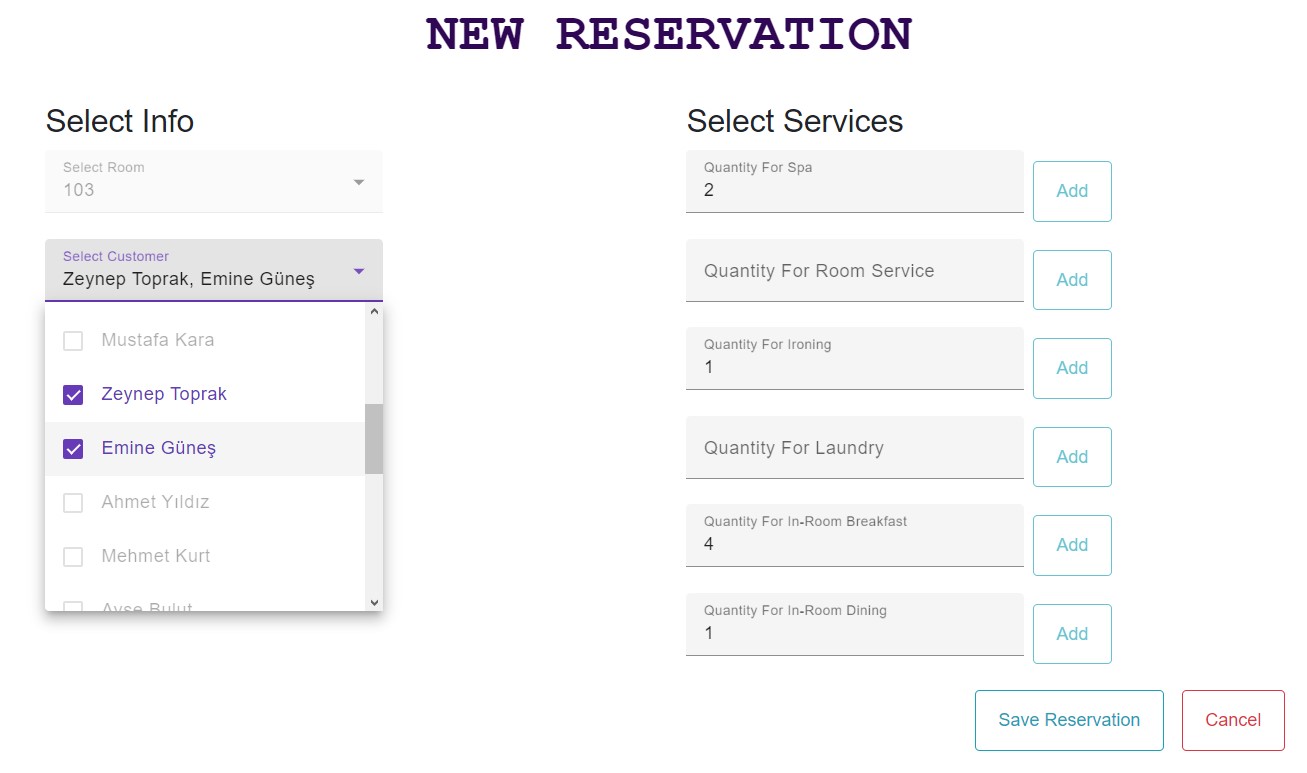 NEW RESERVATION
Select Info
Select Room
103
Select Customer
Zeynep Toprak, Emine Güneş
Mustafa Kara
Zeynep Toprak
Emine Güneş
Ahmet Yıldız
Mehmet Kurt
Ayşe Bulut
Select Services
Quantity For Spa
2
Add
Quantity For Room Service
Add
Quantity For Ironing
1
Add
Quantity For Laundry
Add
Quantity For In-Room Breakfast
4
Add
Quantity For In-Room Dining
1
Add
Save Reservation
Cancel